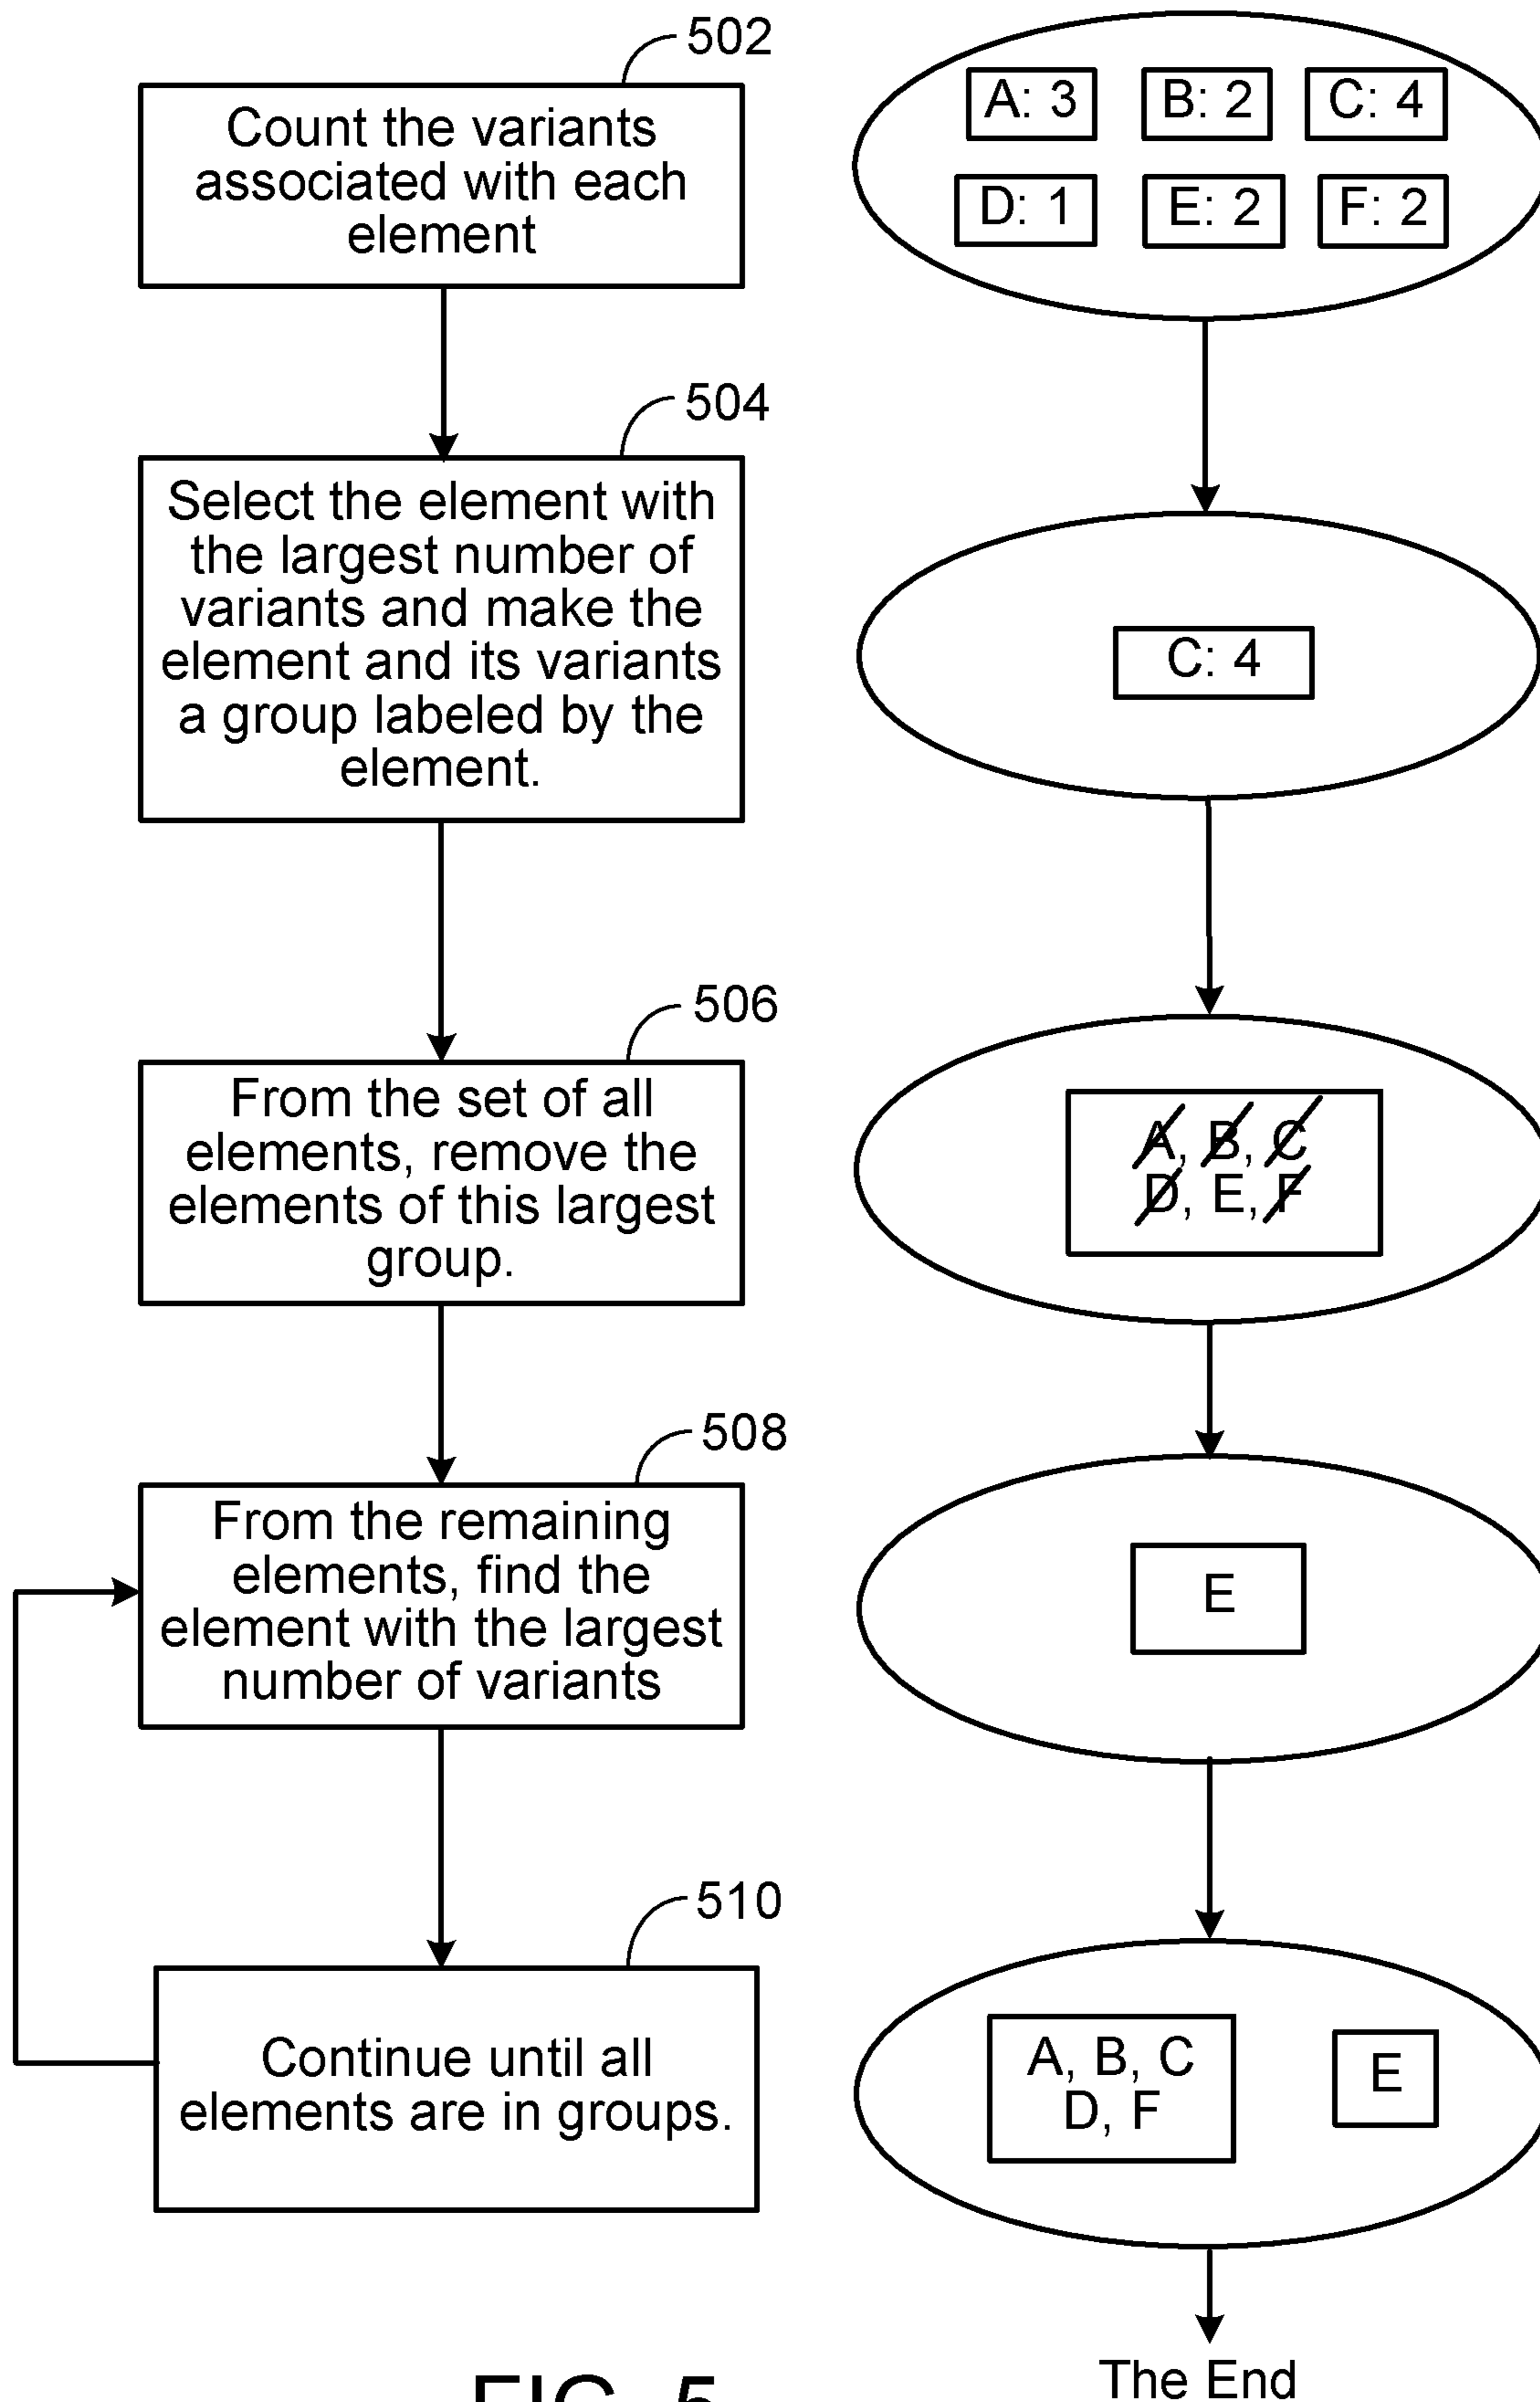 502
Count the variants
associated with each
element
504
Select the element with
the largest number of
variants and make the
element and its variants
a group labeled by the
element.
506
From the set of all
elements, remove the
elements of this largest
group.
508
From the remaining
elements, find the
element with the largest
number of variants
510
Continue until all
elements are in groups.
A: 3
B: 2
C: 4
D: 1
E: 2
F: 2
C: 4
A, B, C
D, E, F
E
A, B, C
D, F
E
The End
FIG. 5